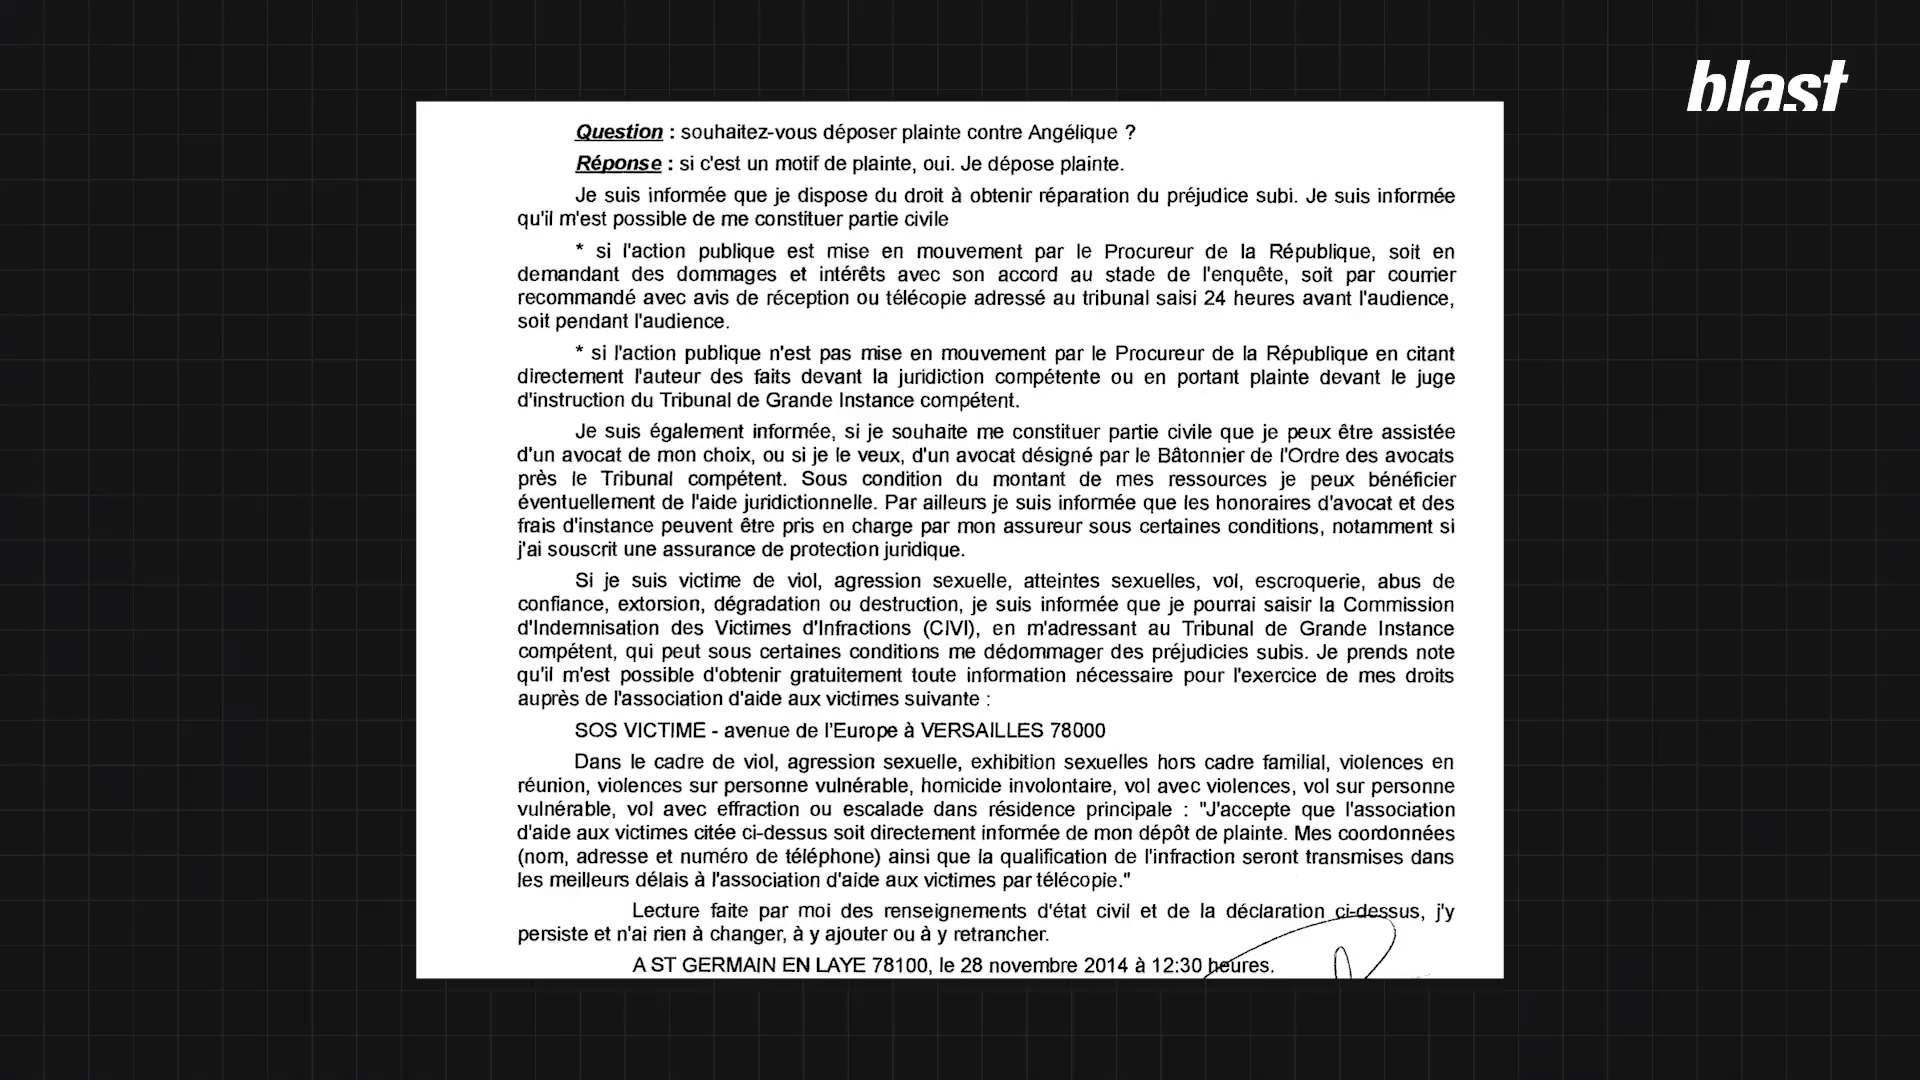 blast
Question : souhaitez-vous déposer plainte contre Angélique ?
Réponse : si c'est un motif de plainte, oui. Je dépose plainte.
Je suis informée que je dispose du droit à obtenir réparation du préjudice subi. Je suis informée
qu'il m'est possible de me constituer partie civile
* si l'action publique est mise en mouvement par le Procureur de la République, soit en
demandant des dommages et intérêts avec son accord au stade de l'enquête, soit par courrier
recommandé avec avis de réception ou télécopie adressé au tribunal saisi 24 heures avant l'audience,
soit pendant l'audience.
* si l'action publique n'est pas mise en mouvement par le Procureur de la République en citant
directement l'auteur des faits devant la juridiction compétente ou en portant plainte devant le juge
d'instruction du Tribunal de Grande Instance compétent.
Je suis également informée, si je souhaite me constituer partie civile que je peux être assistée
d'un avocat de mon choix, ou si je le veux, d'un avocat désigné par le Bâtonnier de l'Ordre des avocats
près le Tribunal compétent. Sous condition du montant de mes ressources je peux bénéficier
éventuellement de l'aide juridictionnelle. Par ailleurs je suis informée que les honoraires d'avocat et des
frais d'instance peuvent être pris en charge par mon assureur sous certaines conditions, notamment si
j'ai souscrit une assurance de protection juridique.
Si je suis victime de viol, agression sexuelle, atteintes sexuelles, vol, escroquerie, abus de
confiance, extorsion, dégradation ou destruction, je suis informée que je pourrai saisir la Commission
d'Indemnisation des Victimes d'Infractions (CIVI), en m'adressant au Tribunal de Grande Instance
compétent, qui peut sous certaines conditions me dédommager des préjudicies subis. Je prends note
qu'il m'est possible d'obtenir gratuitement toute information nécessaire pour l'exercice de mes droits
auprès de l'association d'aide aux victimes suivante :
SOS VICTIME - avenue de l'Europe à VERSAILLES 78000
Dans le cadre de viol, agression sexuelle, exhibition sexuelles hors cadre familial, violences en
réunion, violences sur personne vulnérable, homicide involontaire, vol avec violences, vol sur personne
vulnérable, vol avec effraction ou escalade dans résidence principale : "J'accepte que l'association
d'aide aux victimes citée ci-dessus soit directement informée de mon dépôt de plainte. Mes coordonnées
(nom, adresse et numéro de téléphone) ainsi que la qualification de l'infraction seront transmises dans
les meilleurs délais à l'association d'aide aux victimes par télécopie."
Lecture faite par moi des renseignements d'état civil et de la déclaration ci-dessus, j'y
persiste et n'ai rien à changer, à y ajouter ou à y retrancher.
A ST GERMAIN EN LAYE 78100, le 28 novembre 2014 à 12:30 heures.